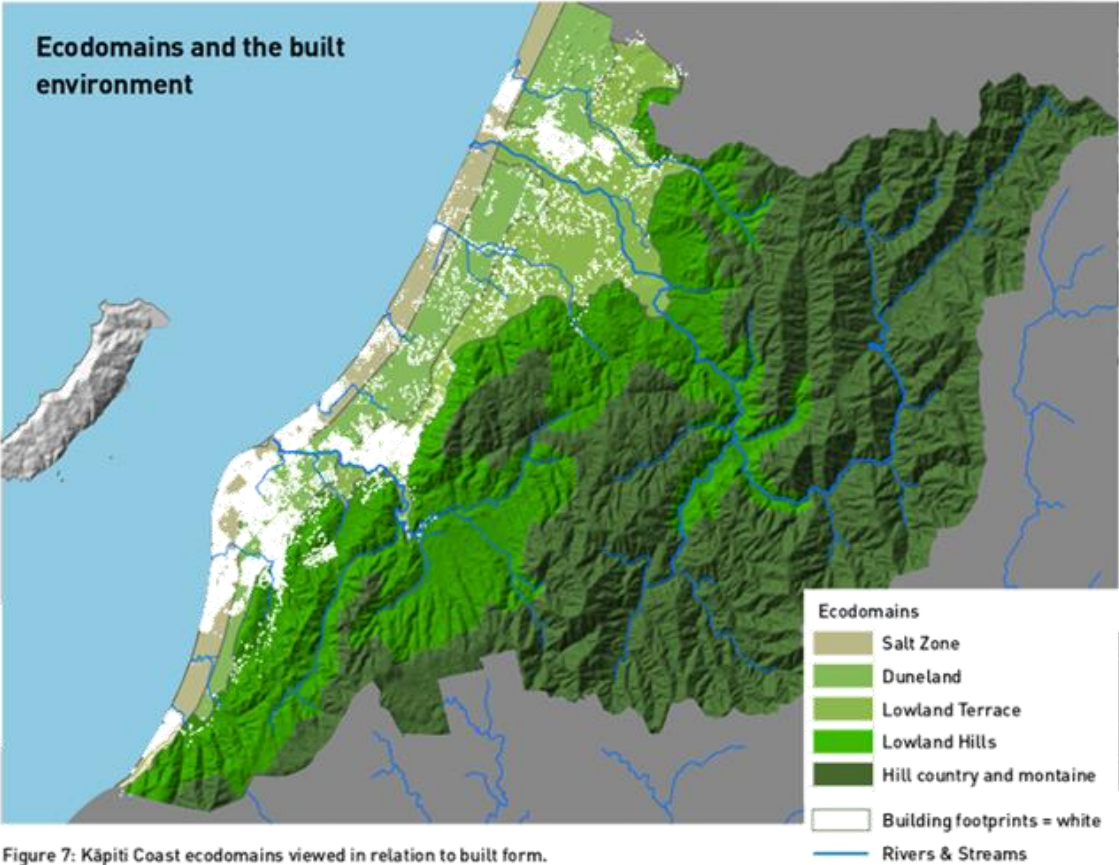 Ecodomains and the built
environment
Ecodomains
Salt Zone
Duneland
Lowland Terrace
Lowland Hills
Hill country and montaine
Building footprints = white
Rivers & Streams
Figure 7: Kāpiti Coast ecodomains viewed in relation to built form.